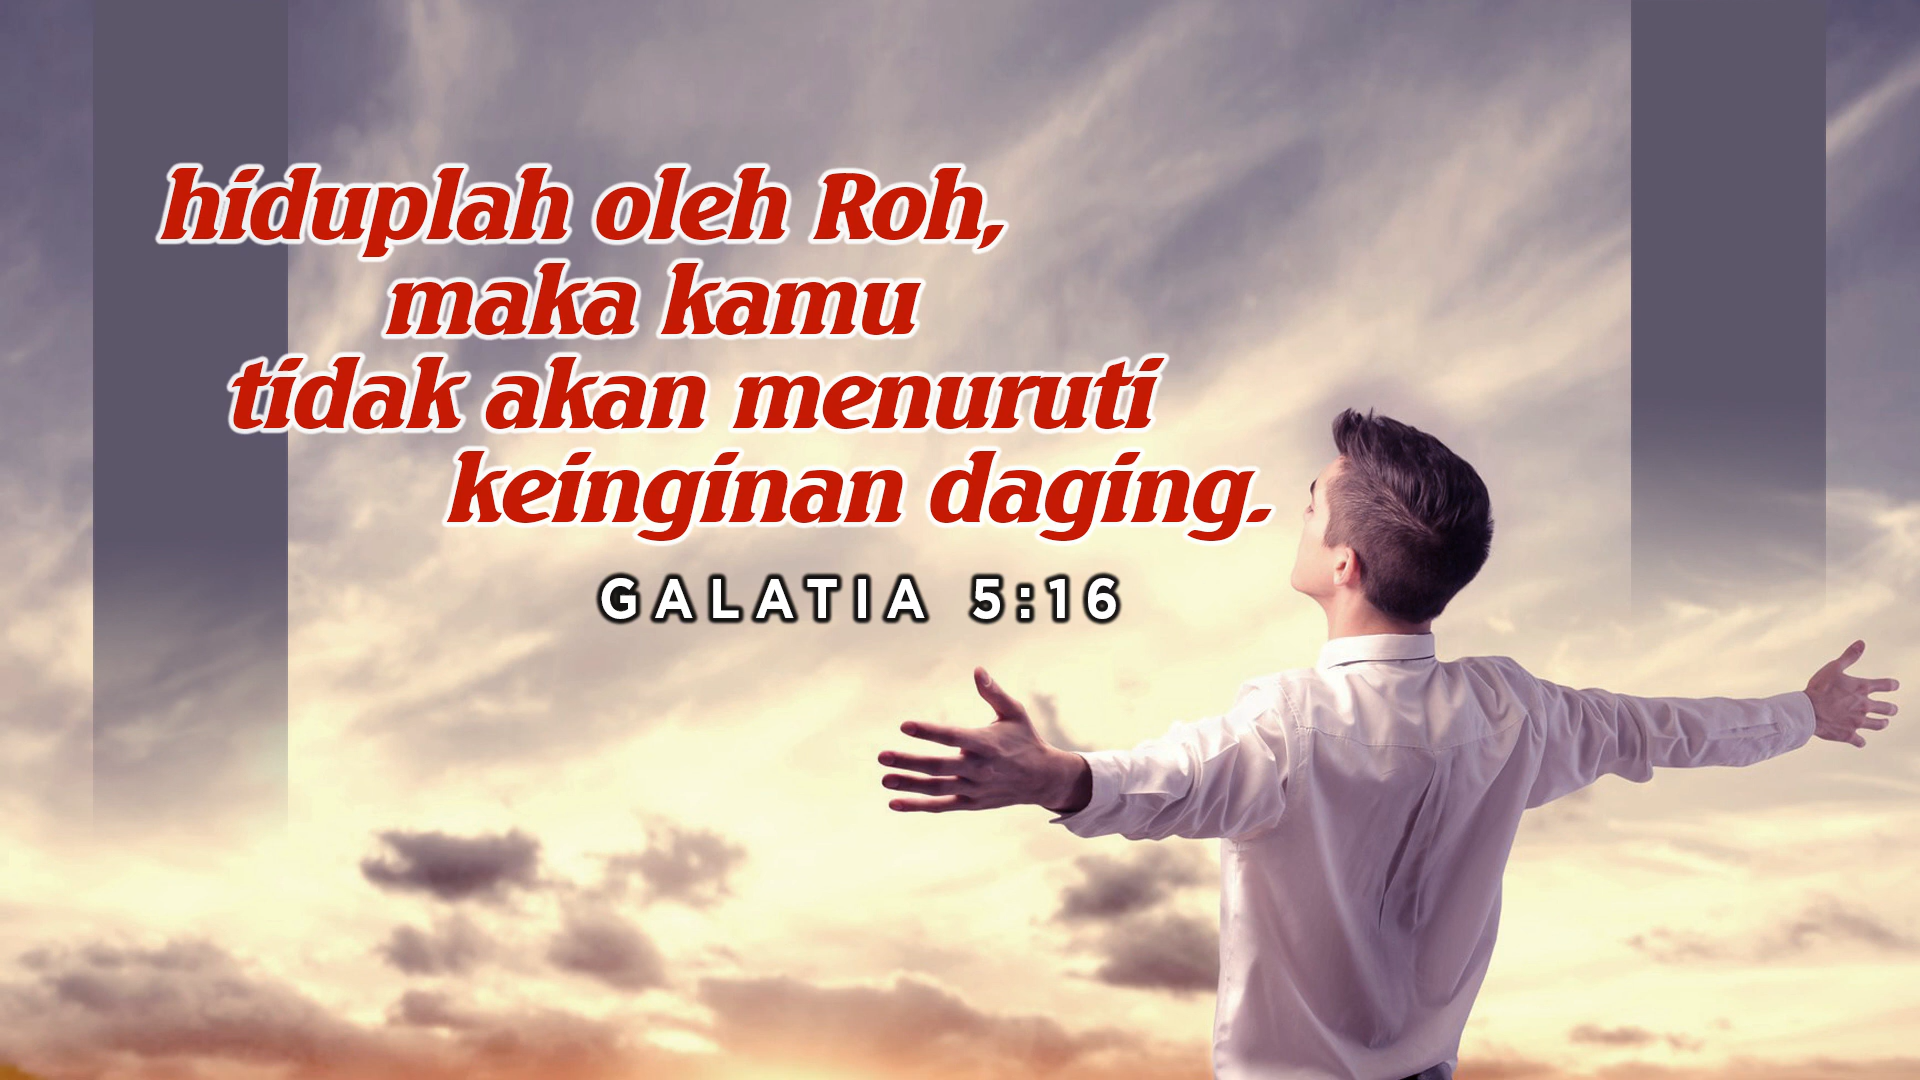 hiduplah oleh Roh,
maka kamu
tidak akan menuruti
keinginan daging.
GALATIA 5:16